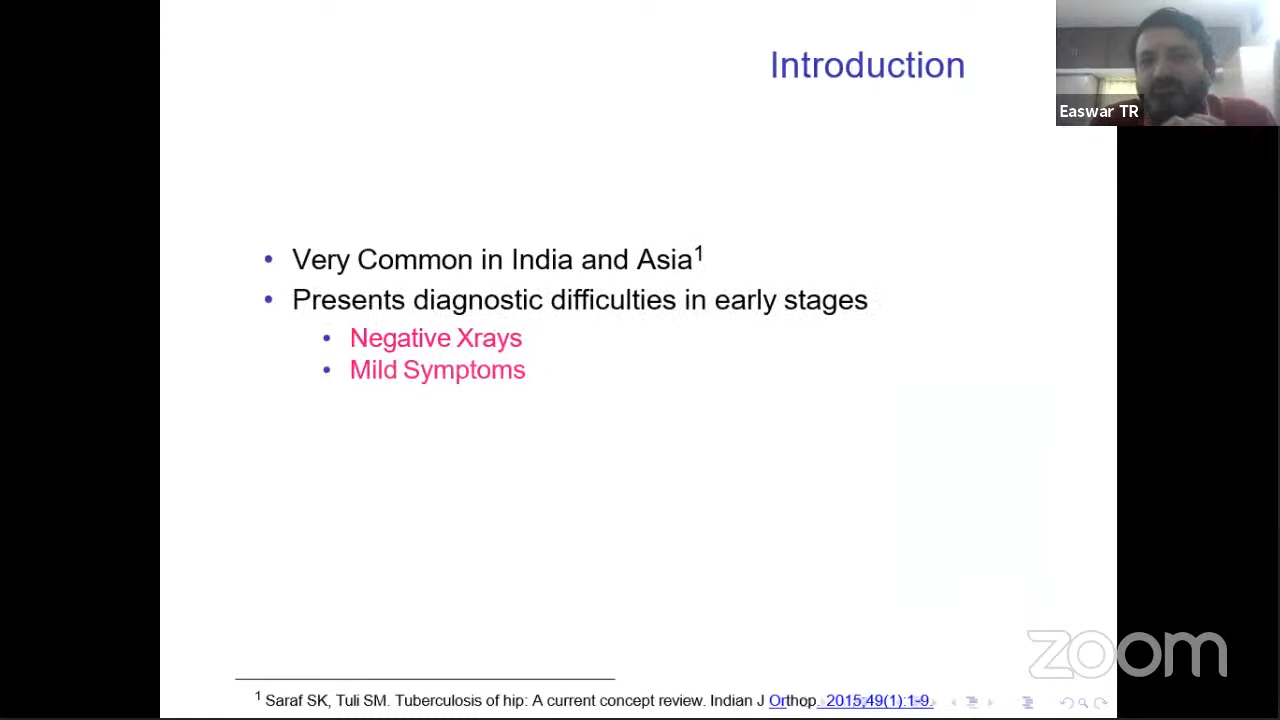 Introduction
Easwar TR
• Very Common in India and Asia1
• Presents diagnostic difficulties in early stages
• Negative Xrays
• Mild Symptoms
zoom
1 Saraf SK, Tuli SM. Tuberculosis of hip: A current concept review. Indian J Orthop. 2015;49(1):1-9.